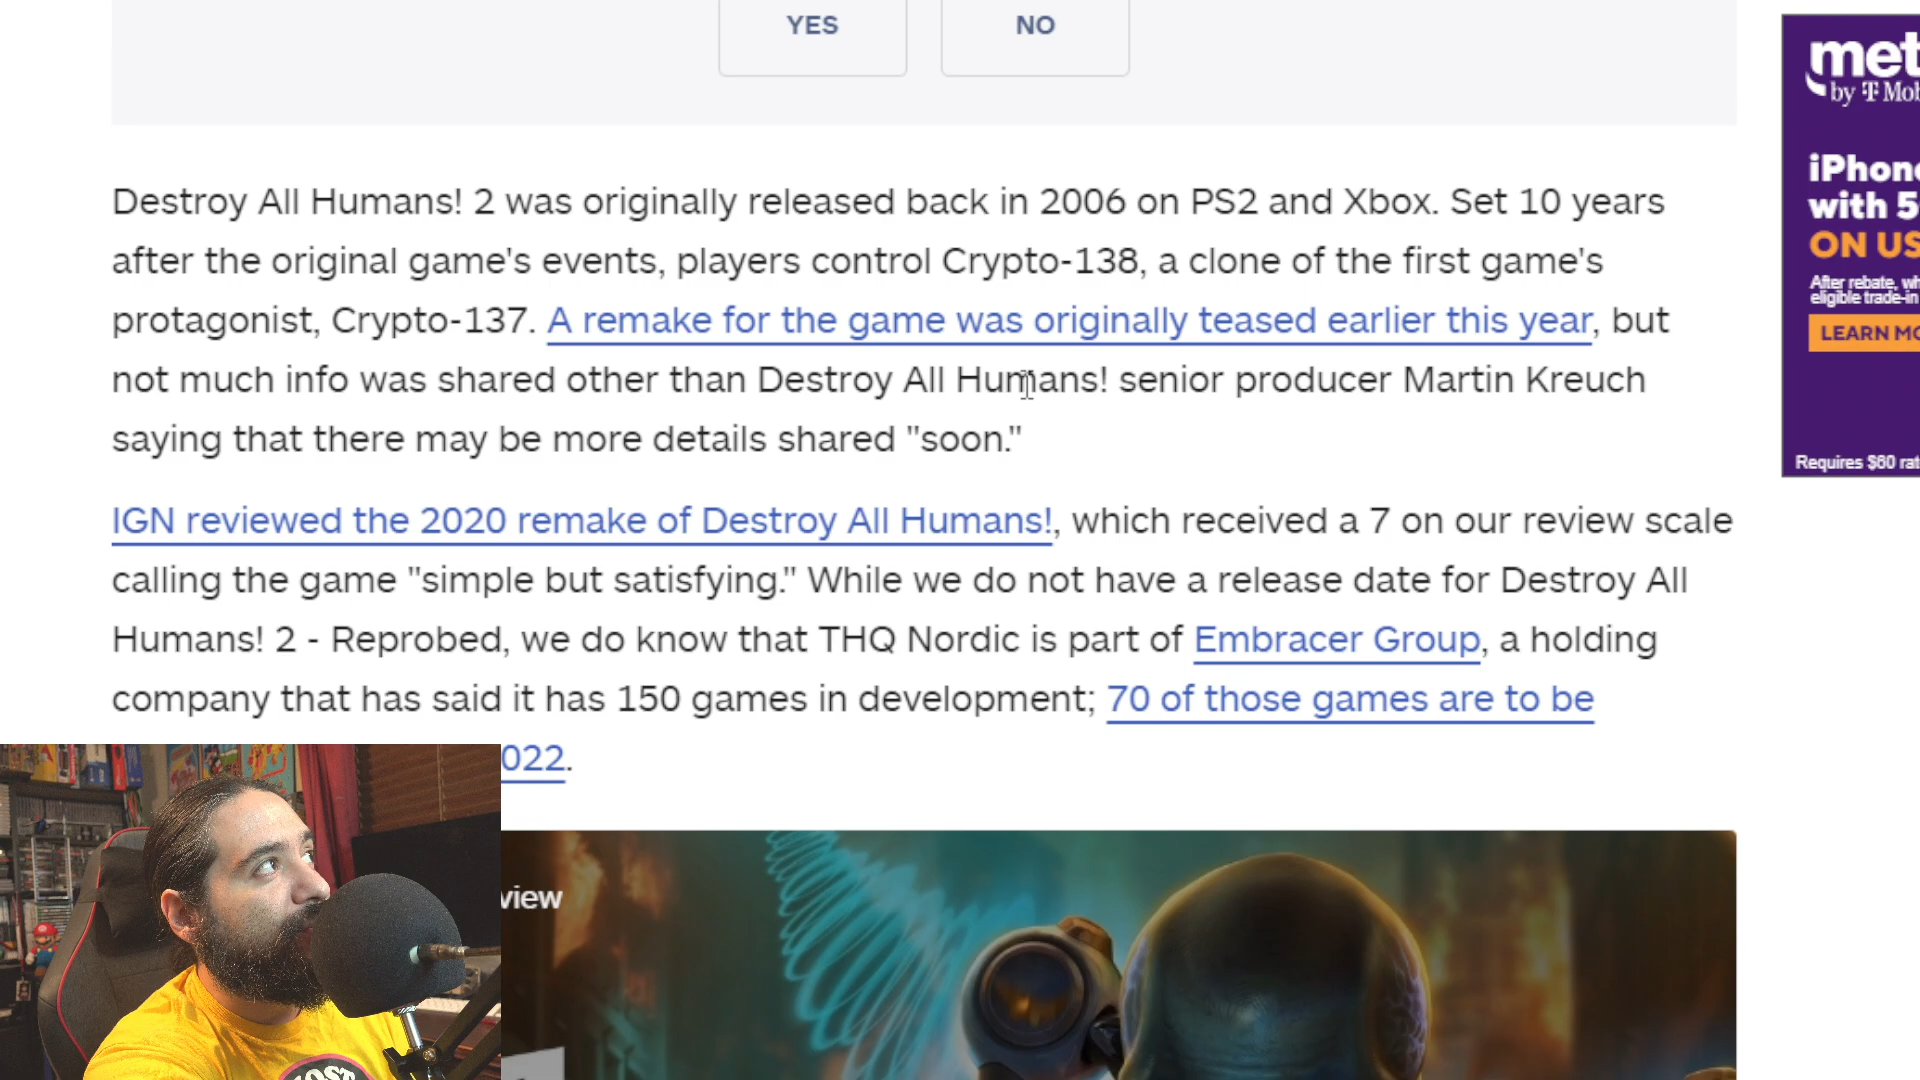 YES NO
Destroy All Humans! 2 was originally released back in 2006 on PS2 and Xbox. Set 10 years
after the original game's events, players control Crypto-138, a clone of the first game's
protagonist, Crypto-137. A remake for the game was originally teased earlier this year, but
not much info was shared other than Destroy All Humans! senior producer Martin Kreuch
saying that there may be more details shared "soon."
IGN reviewed the 2020 remake of Destroy All Humans!, which received a 7 on our review scale
calling the game "simple but satisfying." While we do not have a release date for Destroy All
Humans! 2 - Reprobed, we do know that THQ Nordic is part of Embracer Group, a holding
company that has said it has 150 games in development; 70 of those games are to be
022.
view
met
by T Mob
iPhone
with 5
ON US
After rebate, wh
eligible trade-in
LEARN MO
Requires $60 rat